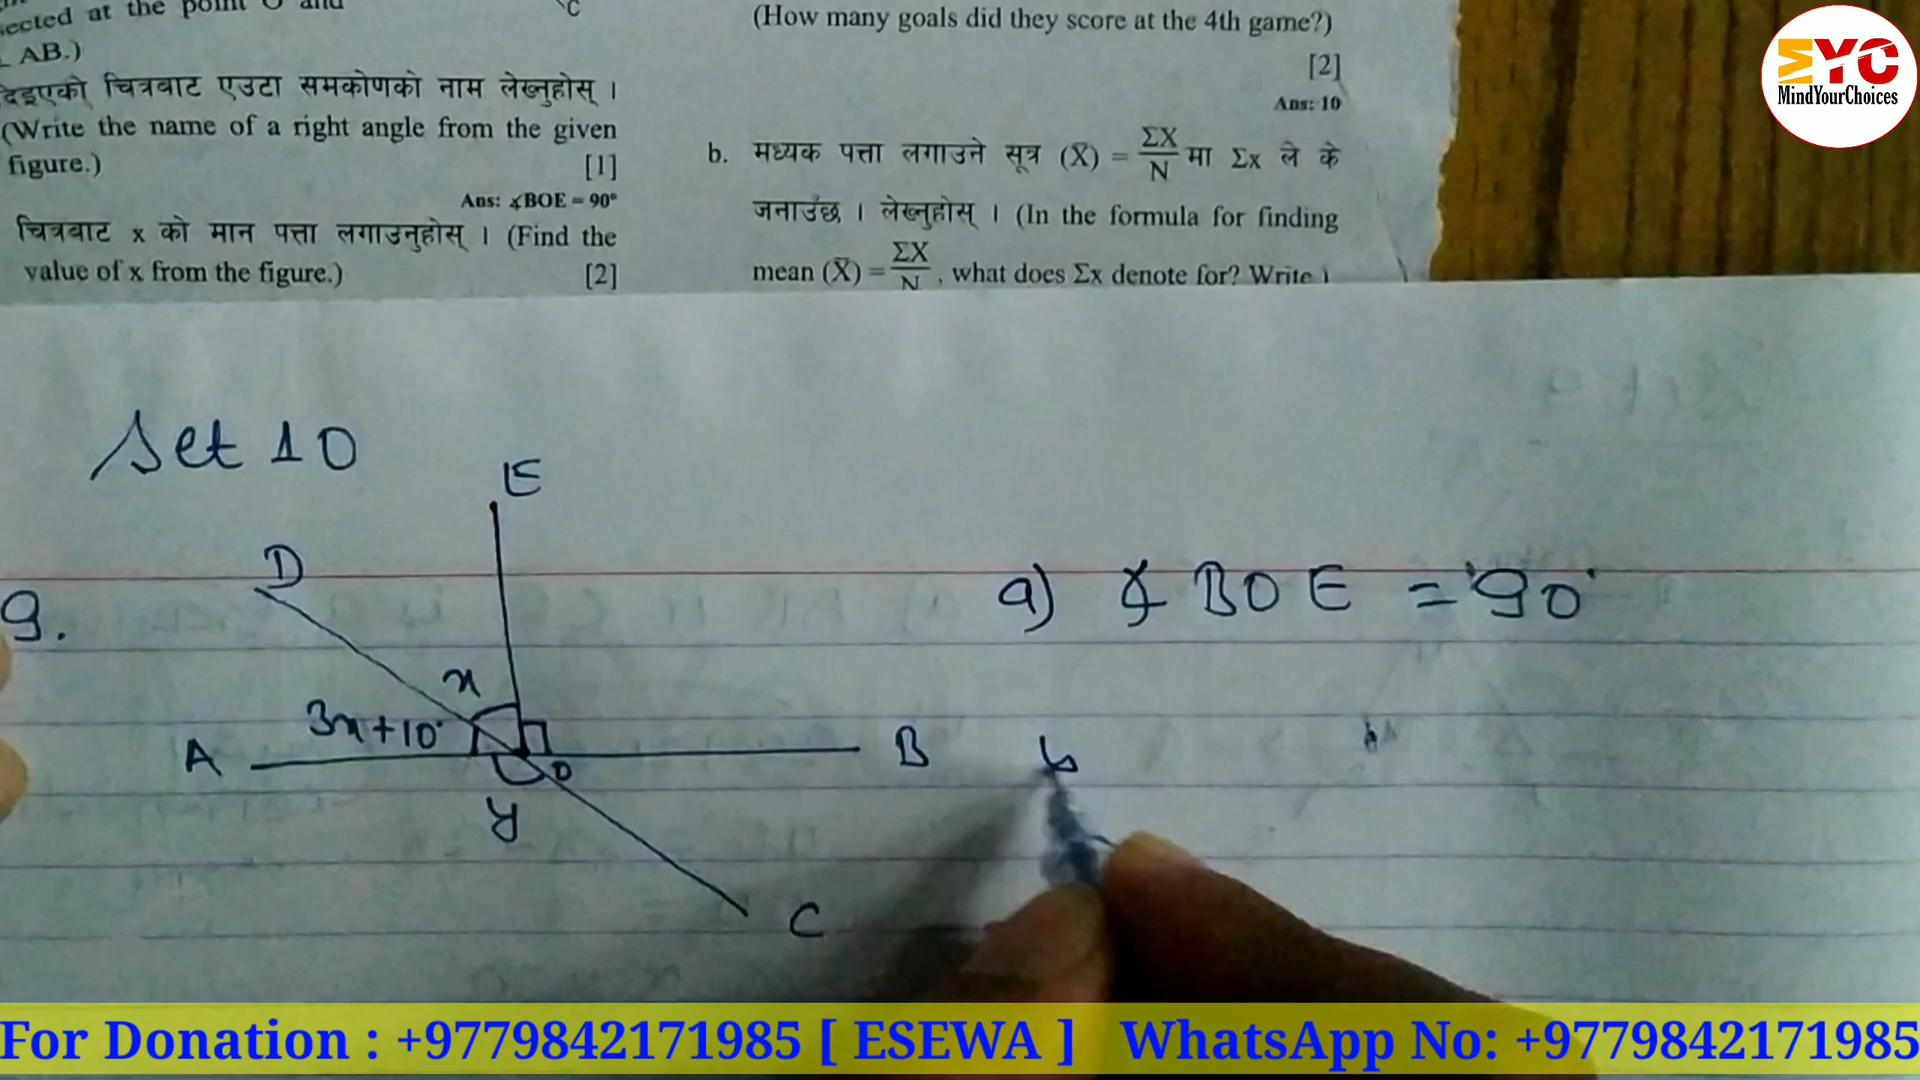 sected at the point O and
AB.)
देइएको चित्रबाट एउटा समकोणको नाम लेख्नुहोस् ।
(Write the name of a right angle from the given
figure.) [1]
Ans: ∡BOE = 90°
चित्रबाट x को मान पत्ता लगाउनुहोस् । (Find the
value of x from the figure.) [2]
C
(How many goals did they score at the 4th game?)
[2]
Ans: 10
b. मध्यक पत्ता लगाउने सूत्र (X̄) = ΣX/N मा Σx ले के
जनाउँछ । लेख्नुहोस् । (In the formula for finding
mean (X̄) = ΣX/N, what does Σx denote for? Write
MYC
MindYourChoices
Set 10
E
D
9.
a) ∡ BOE = 90°
x
3x+10°
A
B
b
O
y
C
For Donation : +9779842171985 [ ESEWA ] WhatsApp No: +9779842171985